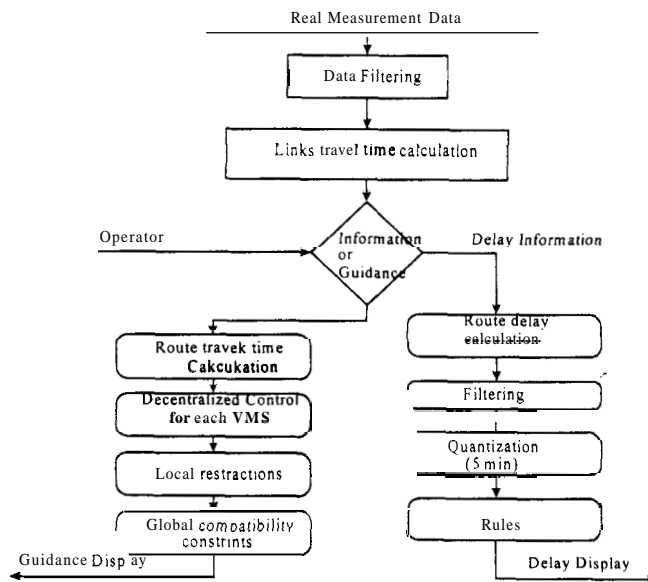 Real Measurement Data
Data Filtering
Links travel time calculation
Operator
Information
or
Guidance
Delay Information
Route travek time
Cakcukation
Decentralized Control
for each VMS
Local restractions
Global compatibility
constrints
Guidance Display
Route delay
calculation
Filtering
Quantization
(5 min)
Rules
Delay Display